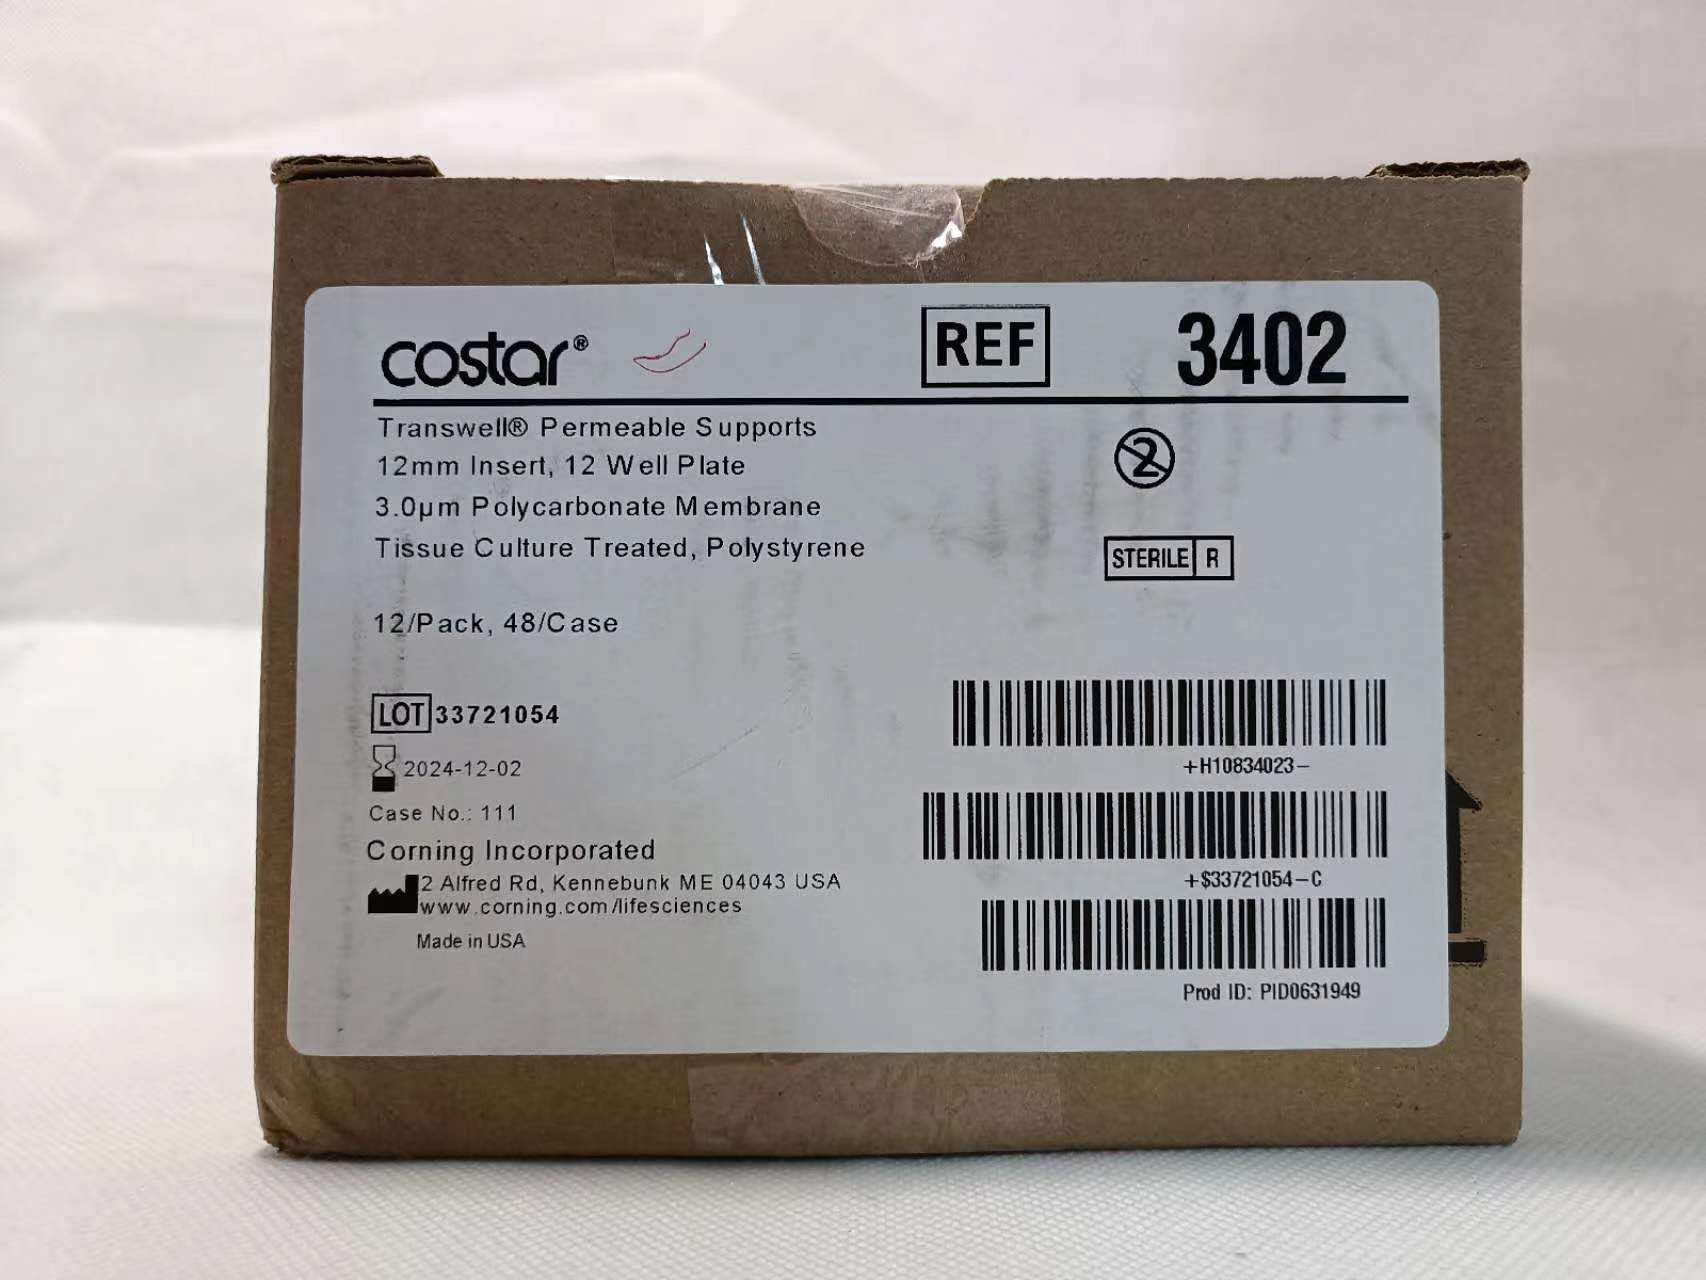 costar®
REF 3402
Transwell® Permeable Supports
12mm Insert, 12 Well Plate
3.0µm Polycarbonate Membrane
Tissue Culture Treated, Polystyrene
2
STERILE R
12/Pack, 48/Case
LOT 33721054
2024-12-02
Case No.: 111
Corning Incorporated
2 Alfred Rd, Kennebunk ME 04043 USA
www.corning.com/lifesciences
Made in USA
+H10834023-
+$33721054-C
Prod ID: PID0631949